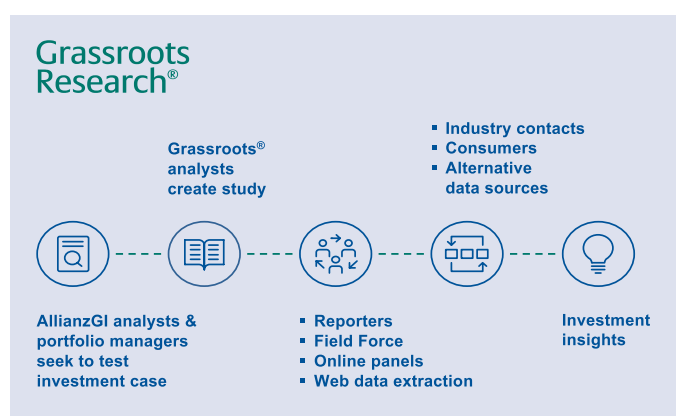 Grassroots
Research®
Grassroots®
analysts
create study
▪ Industry contacts
▪ Consumers
▪ Alternative
data sources
AllianzGI analysts &
portfolio managers
seek to test
investment case
▪ Reporters
▪ Field Force
▪ Online panels
▪ Web data extraction
Investment
insights